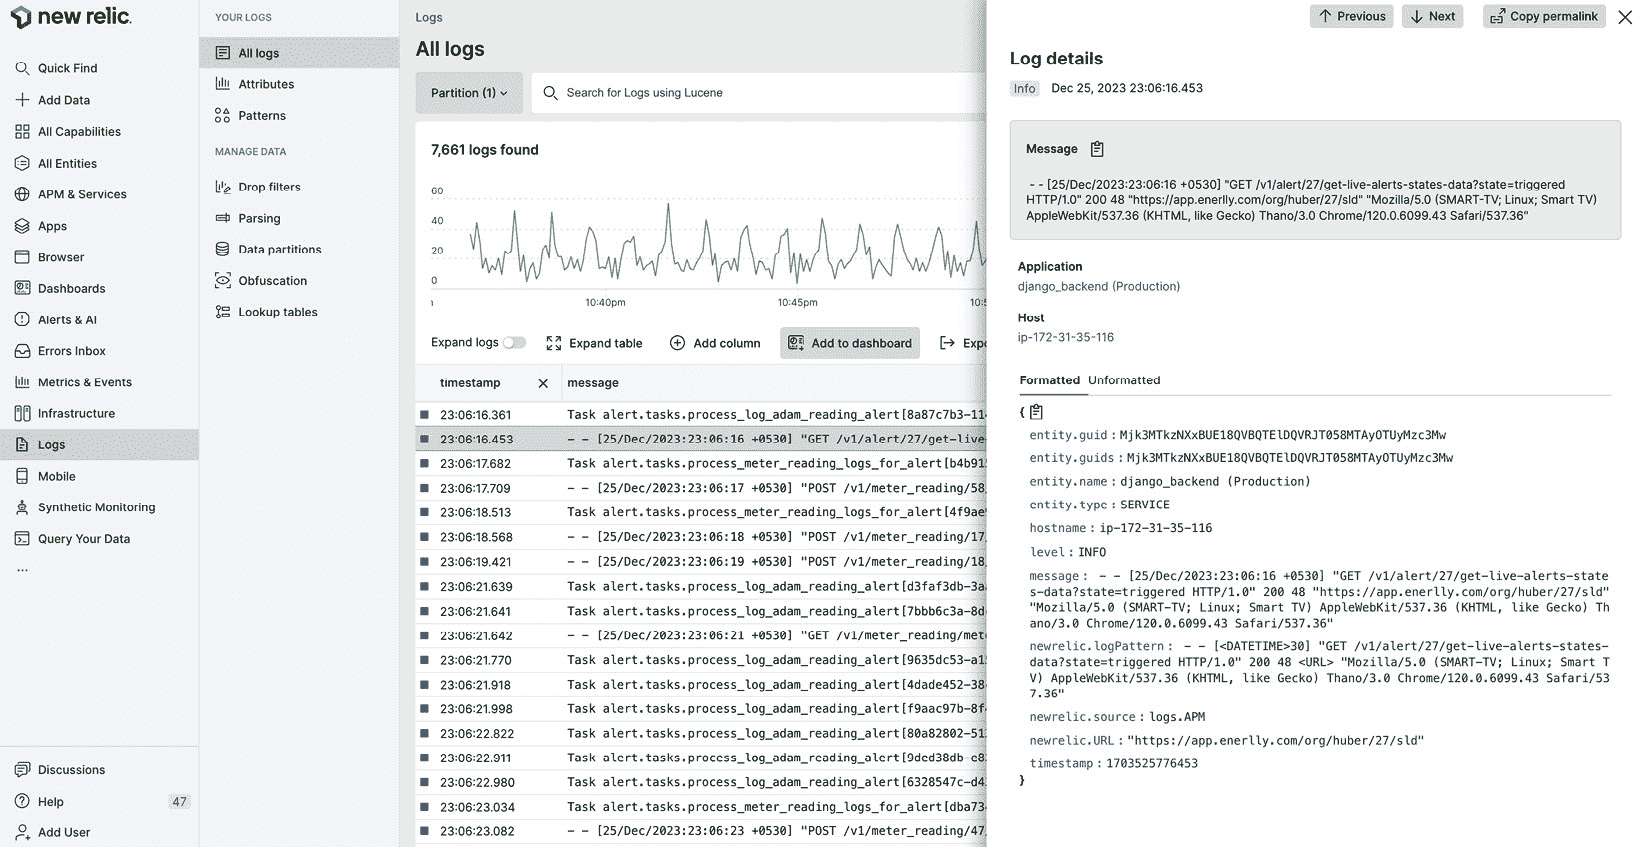 new relic.
Quick Find
Add Data
All Capabilities
All Entities
APM & Services
Apps
Browser
Dashboards
Alerts & AI
Errors Inbox
Metrics & Events
Infrastructure
Logs
Mobile
Synthetic Monitoring
Query Your Data
...
Discussions
Help 47
Add User
YOUR LOGS
All logs
Attributes
Patterns
MANAGE DATA
Drop filters
Parsing
Data partitions
Obfuscation
Lookup tables
Logs
All logs
Partition (1)
Search for Logs using Lucene
7,661 logs found
60
40
20
0
10:40pm 10:45pm
Expand logs Expand table Add column Add to dashboard
timestamp message
23:06:16.361 Task alert.tasks.process_log_adam_reading_alert[8a87c7b3-114
23:06:16.453 - - [25/Dec/2023:23:06:16 +0530] "GET /v1/alert/27/get-live-
23:06:17.682 Task alert.tasks.process_meter_reading_logs_for_alert[b4b915
23:06:17.709 - - [25/Dec/2023:23:06:17 +0530] "POST /v1/meter_reading/58/
23:06:18.513 Task alert.tasks.process_meter_reading_logs_for_alert[4f9ae9
23:06:18.568 - - [25/Dec/2023:23:06:18 +0530] "POST /v1/meter_reading/17/
23:06:19.421 - - [25/Dec/2023:23:06:19 +0530] "POST /v1/meter_reading/18/
23:06:21.639 Task alert.tasks.process_log_adam_reading_alert[d3faf3db-3a
23:06:21.641 Task alert.tasks.process_log_adam_reading_alert[7bbb6c3a-8d
23:06:21.642 - - [25/Dec/2023:23:06:21 +0530] "GET /v1/meter_reading/met
23:06:21.770 Task alert.tasks.process_log_adam_reading_alert[9635dc53-a15
23:06:21.918 Task alert.tasks.process_log_adam_reading_alert[4dade452-38
23:06:21.998 Task alert.tasks.process_log_adam_reading_alert[f9aac97b-8f4
23:06:22.822 Task alert.tasks.process_log_adam_reading_alert[80a82802-51
23:06:22.911 Task alert.tasks.process_log_adam_reading_alert[9dcd38db-c8
23:06:22.980 Task alert.tasks.process_log_adam_reading_alert[6328547c-d4
23:06:23.034 Task alert.tasks.process_meter_reading_logs_for_alert[dba734
23:06:23.082 - - [25/Dec/2023:23:06:23 +0530] "POST /v1/meter_reading/47/
Previous Next Copy permalink
Log details
Info Dec 25, 2023 23:06:16.453
Message
- - [25/Dec/2023:23:06:16 +0530] "GET /v1/alert/27/get-live-alerts-states-data?state=triggered
HTTP/1.0" 200 48 "https://app.enerlly.com/org/huber/27/sld" "Mozilla/5.0 (SMART-TV; Linux; Smart TV)
AppleWebKit/537.36 (KHTML, like Gecko) Thano/3.0 Chrome/120.0.6099.43 Safari/537.36"
Application
django_backend (Production)
Host
ip-172-31-35-116
Formatted Unformatted
{
entity.guid : Mjk3MTkzNXxBUE18QVBQTElDQVRJT058MTAyOTUyMzc3Mw
entity.guids : Mjk3MTkzNXxBUE18QVBQTElDQVRJT058MTAyOTUyMzc3Mw
entity.name : django_backend (Production)
entity.type : SERVICE
hostname : ip-172-31-35-116
level : INFO
message : - - [25/Dec/2023:23:06:16 +0530] "GET /v1/alert/27/get-live-alerts-state
s-data?state=triggered HTTP/1.0" 200 48 "https://app.enerlly.com/org/huber/27/sld"
"Mozilla/5.0 (SMART-TV; Linux; Smart TV) AppleWebKit/537.36 (KHTML, like Gecko) Th
ano/3.0 Chrome/120.0.6099.43 Safari/537.36"
newrelic.logPattern : - - [<DATETIME>30] "GET /v1/alert/27/get-live-alerts-states-
data?state=triggered HTTP/1.0" 200 48 <URL> "Mozilla/5.0 (SMART-TV; Linux; Smart T
V) AppleWebKit/537.36 (KHTML, like Gecko) Thano/3.0 Chrome/120.0.6099.43 Safari/53
7.36"
newrelic.source : logs.APM
newrelic.URL : "https://app.enerlly.com/org/huber/27/sld"
timestamp : 1703525776453
}